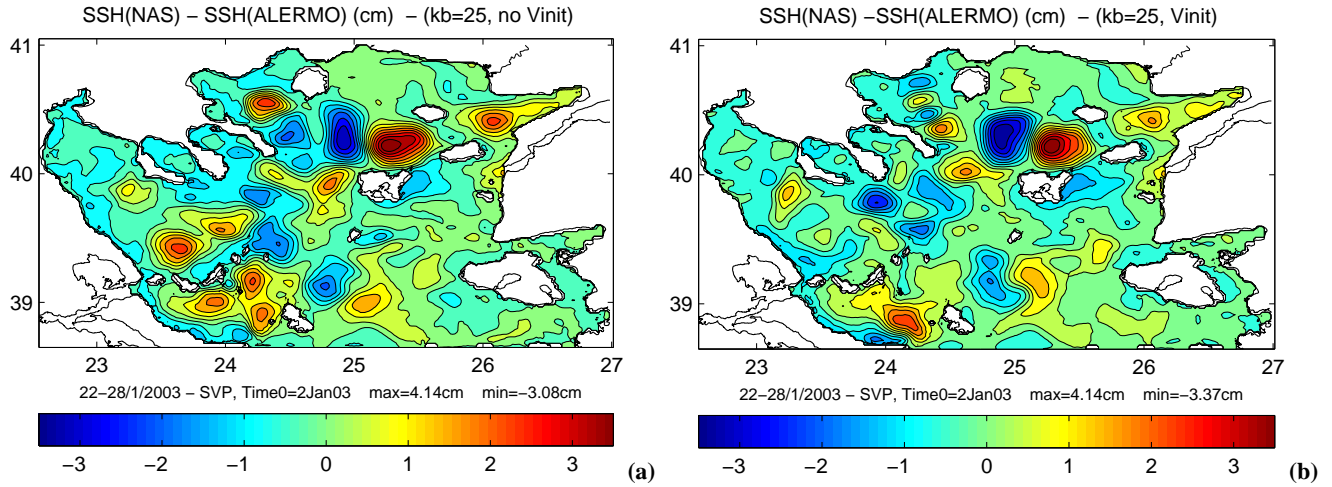 SSH(NAS) − SSH(ALERMO) (cm) − (kb=25, no Vinit)
41
40
39
23 24 25 26 27
22−28/1/2003 − SVP, Time0=2Jan03 max=4.14cm min=−3.08cm
−3 −2 −1 0 1 2 3
(a)
SSH(NAS) −SSH(ALERMO) (cm) − (kb=25, Vinit)
41
40
39
23 24 25 26 27
22−28/1/2003 − SVP, Time0=2Jan03 max=4.14cm min=−3.37cm
−3 −2 −1 0 1 2 3
(b)